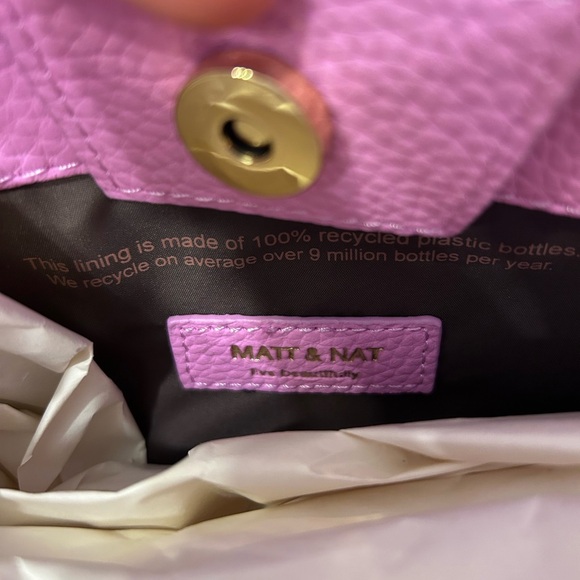 This lining is made of 100% recycled plastic bottles.
We recycle on average over 9 million bottles per year.
MATT & NAT
live beautifully